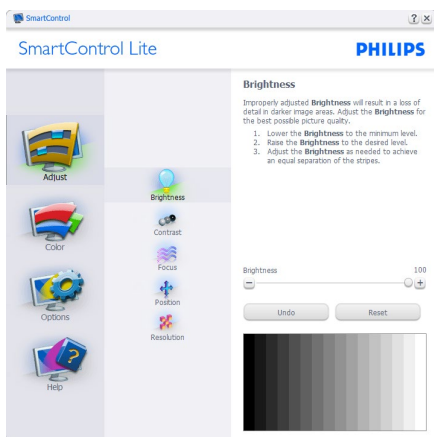 SmartControl
? ×
SmartControl Lite
PHILIPS
Adjust
Color
Options
Help
Brightness
Contrast
Focus
Position
Resolution
Brightness
Improperly adjusted Brightness will result in a loss of
detail in darker image areas. Adjust the Brightness for
the best possible picture quality.
1. Lower the Brightness to the minimum level.
2. Raise the Brightness to the desired level.
3. Adjust the Brightness as needed to achieve
an equal separation of the stripes.
Brightness 100
Undo Reset